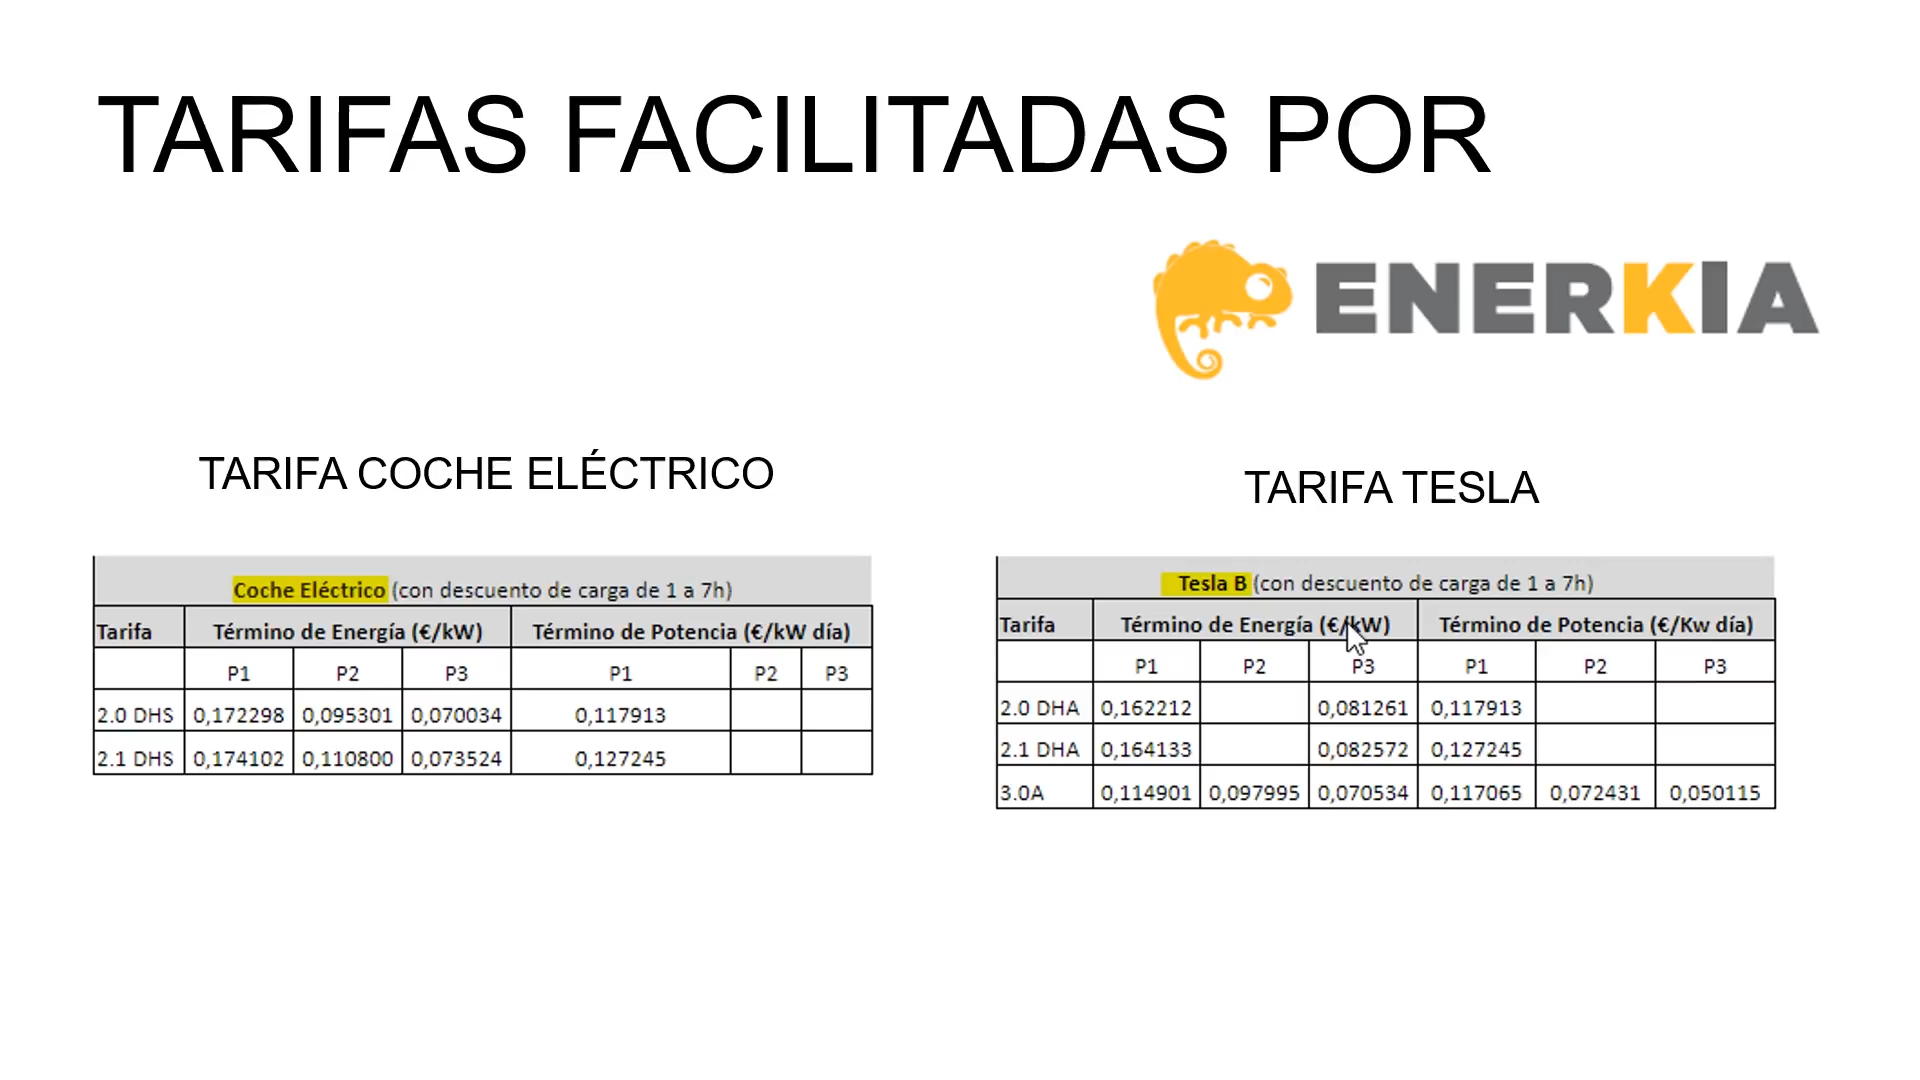 TARIFAS FACILITADAS POR
ENERKIA
TARIFA COCHE ELÉCTRICO
Coche Eléctrico (con descuento de carga de 1 a 7h)
Tarifa Término de Energía (€/kW) Término de Potencia (€/kW día)
P1 P2 P3 P1 P2 P3
2.0 DHS 0,172298 0,095301 0,070034 0,117913
2.1 DHS 0,174102 0,110800 0,073524 0,127245
TARIFA TESLA
Tesla B (con descuento de carga de 1 a 7h)
Tarifa Término de Energía (€/kW) Término de Potencia (€/Kw día)
P1 P2 P3 P1 P2 P3
2.0 DHA 0,162212 0,081261 0,117913
2.1 DHA 0,164133 0,082572 0,127245
3.0A 0,114901 0,097995 0,070534 0,117065 0,072431 0,050115